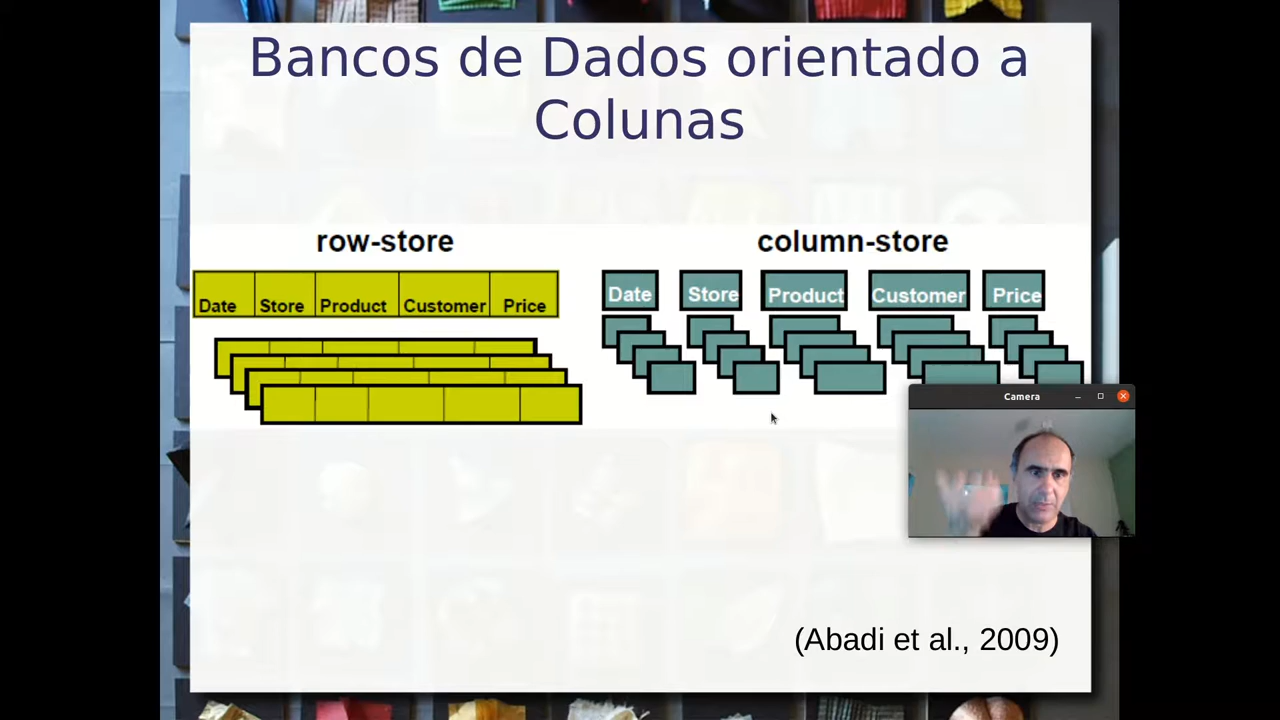 Bancos de Dados orientado a
Colunas
row-store
column-store
Date Store Product Customer Price
Date Store Product Customer Price
Camera
(Abadi et al., 2009)